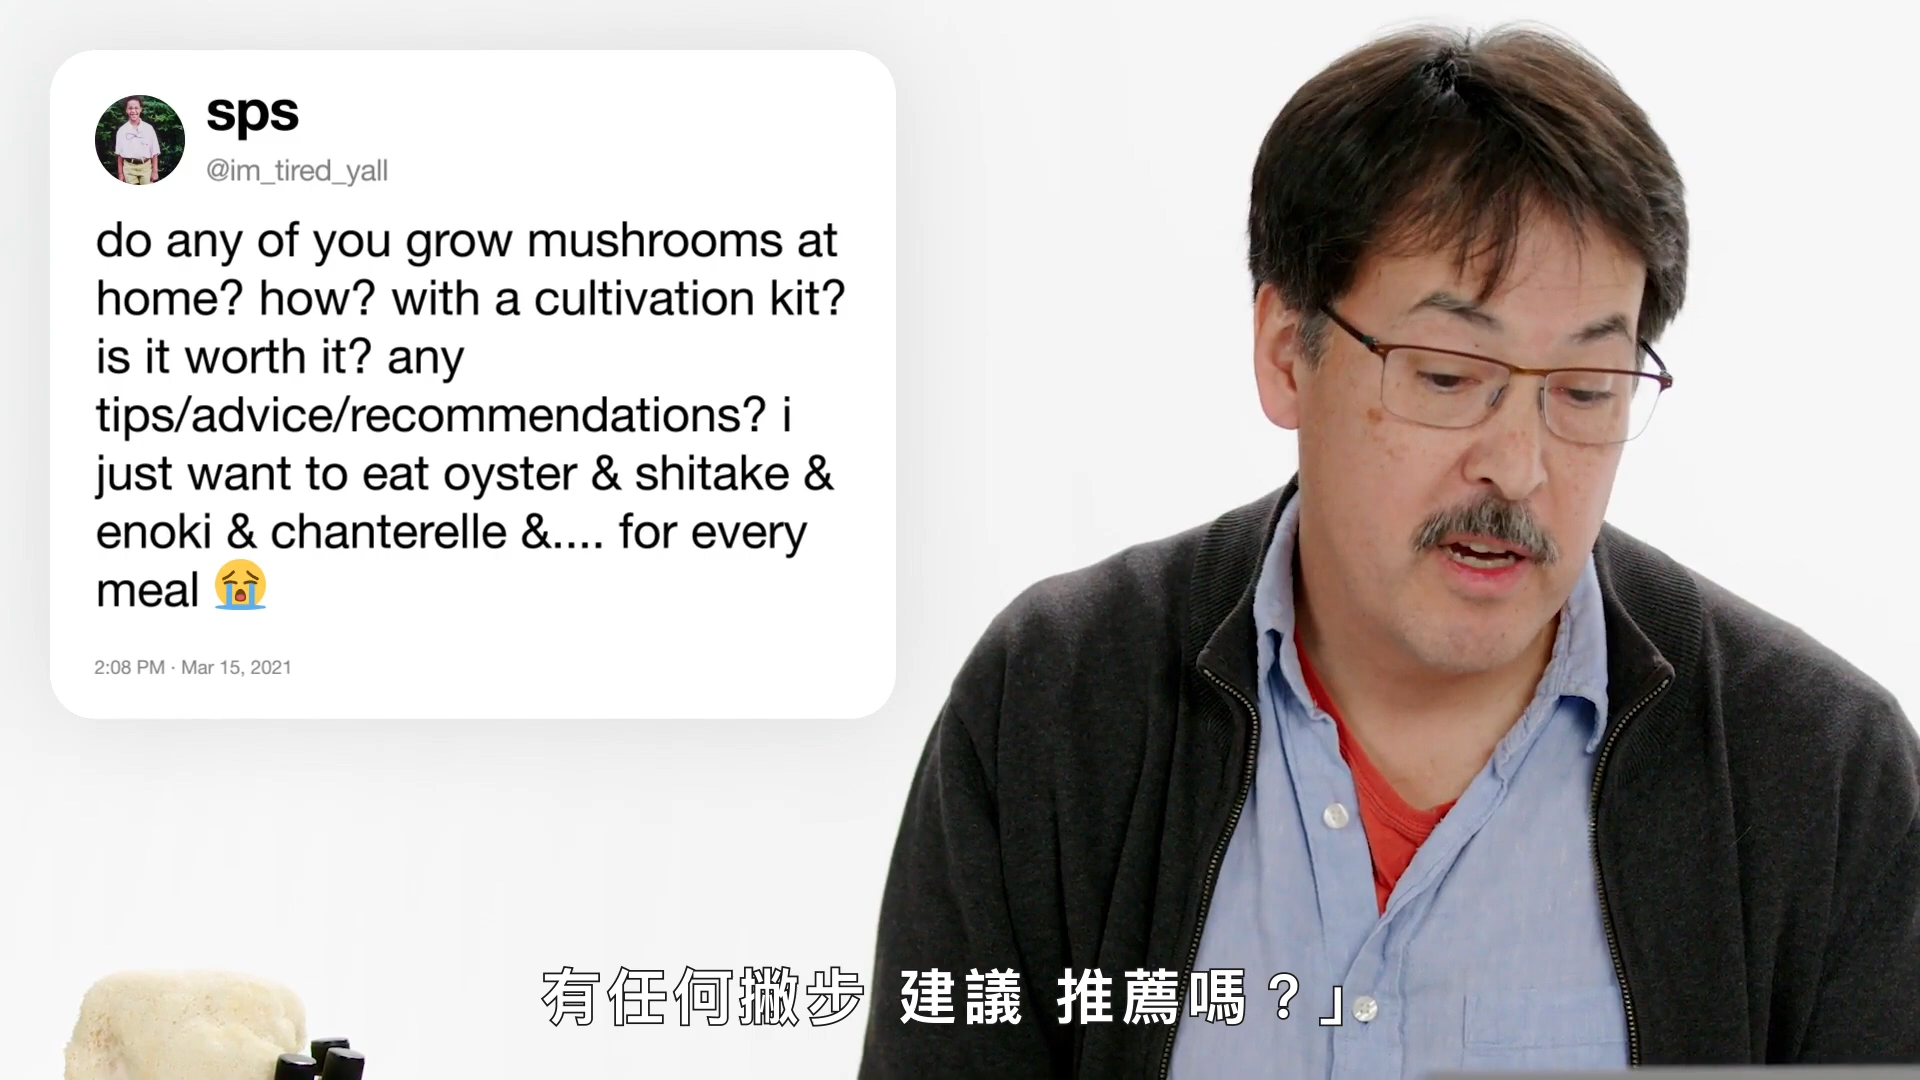 sps
@im_tired_yall
do any of you grow mushrooms at
home? how? with a cultivation kit?
is it worth it? any
tips/advice/recommendations? i
just want to eat oyster & shitake &
enoki & chanterelle &.... for every
meal 😭
2:08 PM · Mar 15, 2021
有任何撇步 建議 推薦嗎？」